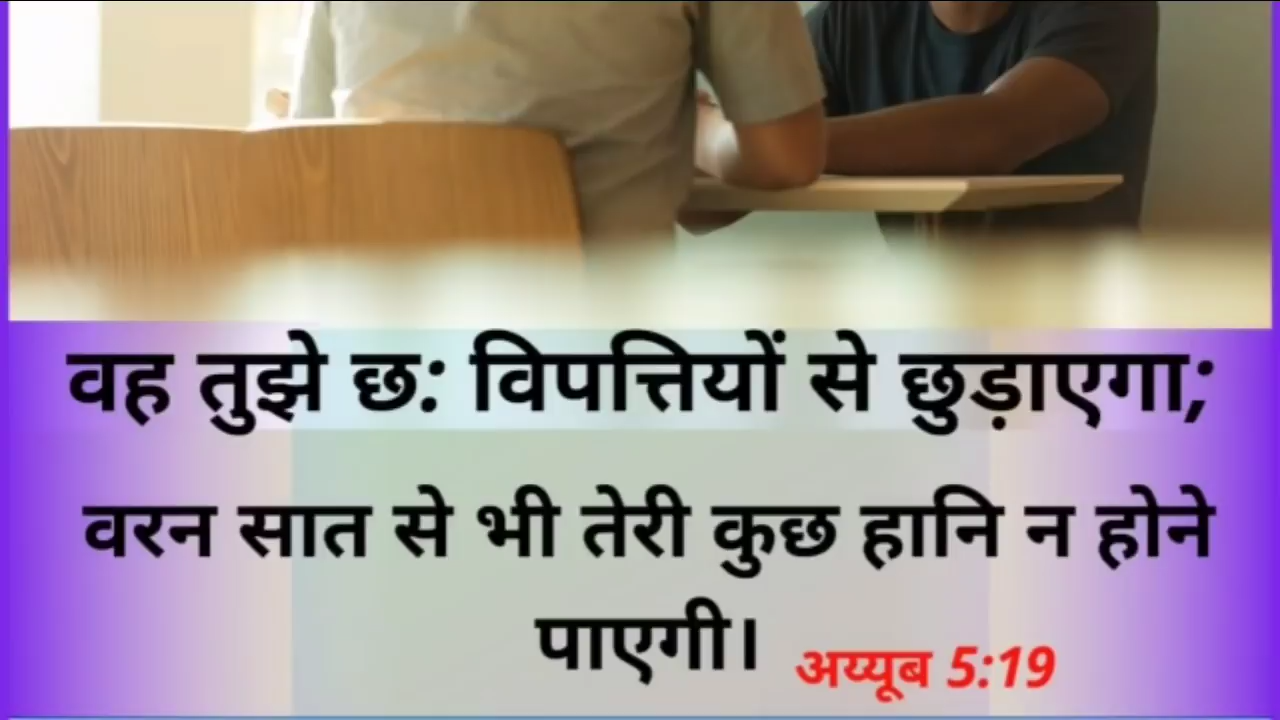 वह तुझे छ: विपत्तियों से छुड़ाएगा;
वरन सात से भी तेरी कुछ हानि न होने
पाएगी।
अय्यूब 5:19